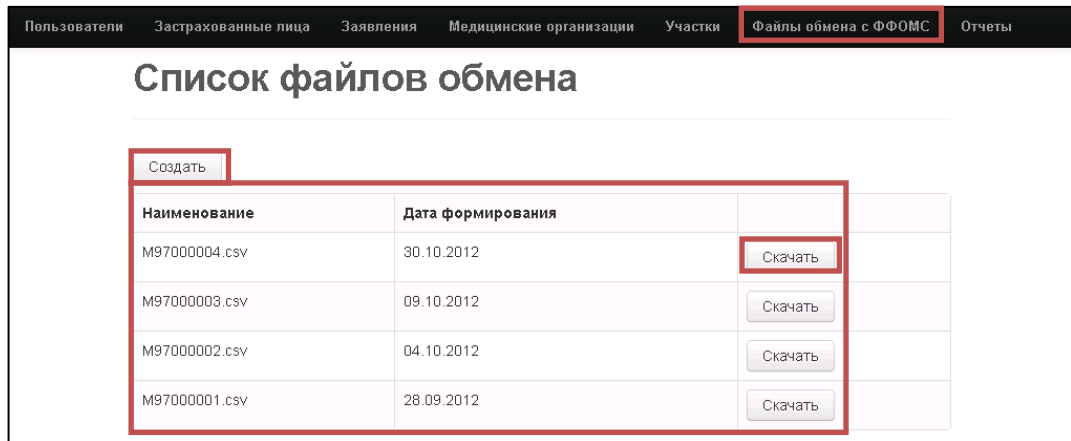 Пользователи Застрахованные лица Заявления Медицинские организации Участки Файлы обмена с ФФОМС Отчеты
Список файлов обмена
Создать
Наименование Дата формирования
M97000004.csv 30.10.2012 Скачать
M97000003.csv 09.10.2012 Скачать
M97000002.csv 04.10.2012 Скачать
M97000001.csv 28.09.2012 Скачать